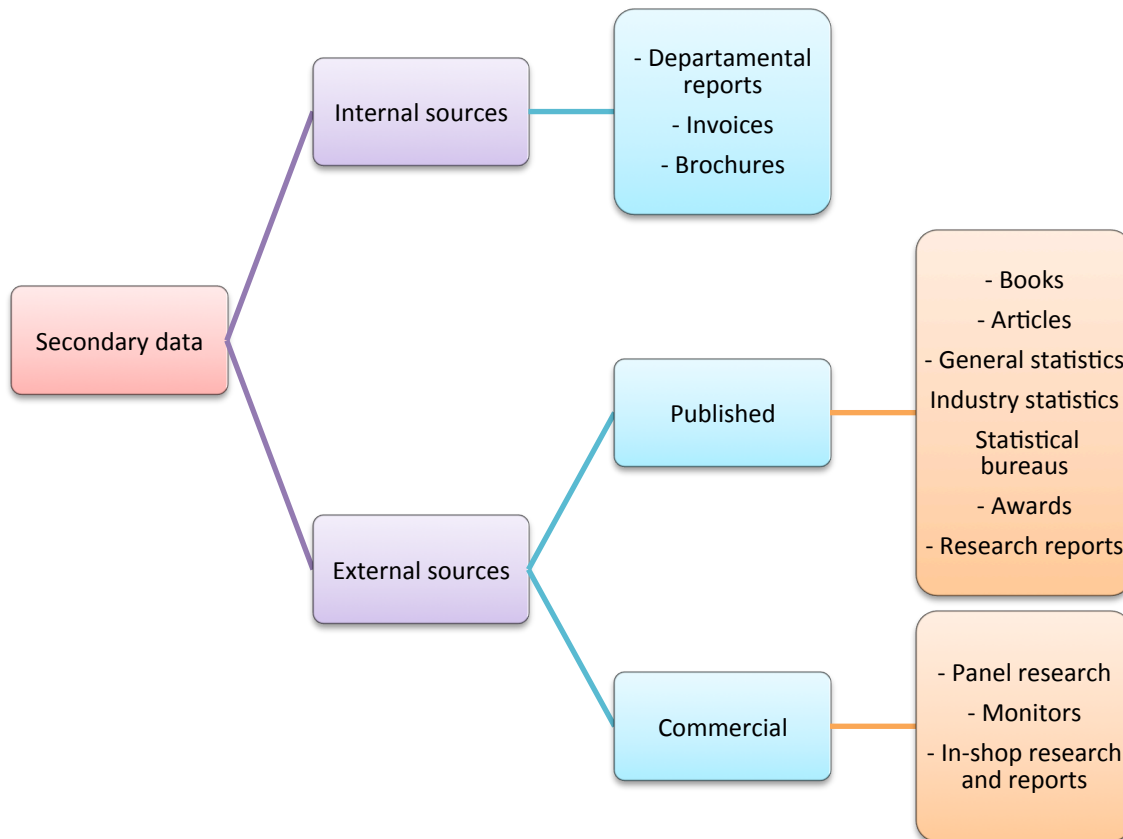 Secondary data
Internal sources
- Departamental
reports
- Invoices
- Brochures
External sources
Published
- Books
- Articles
- General statistics
Industry statistics
Statistical
bureaus
- Awards
- Research reports
Commercial
- Panel research
- Monitors
- In-shop research
and reports